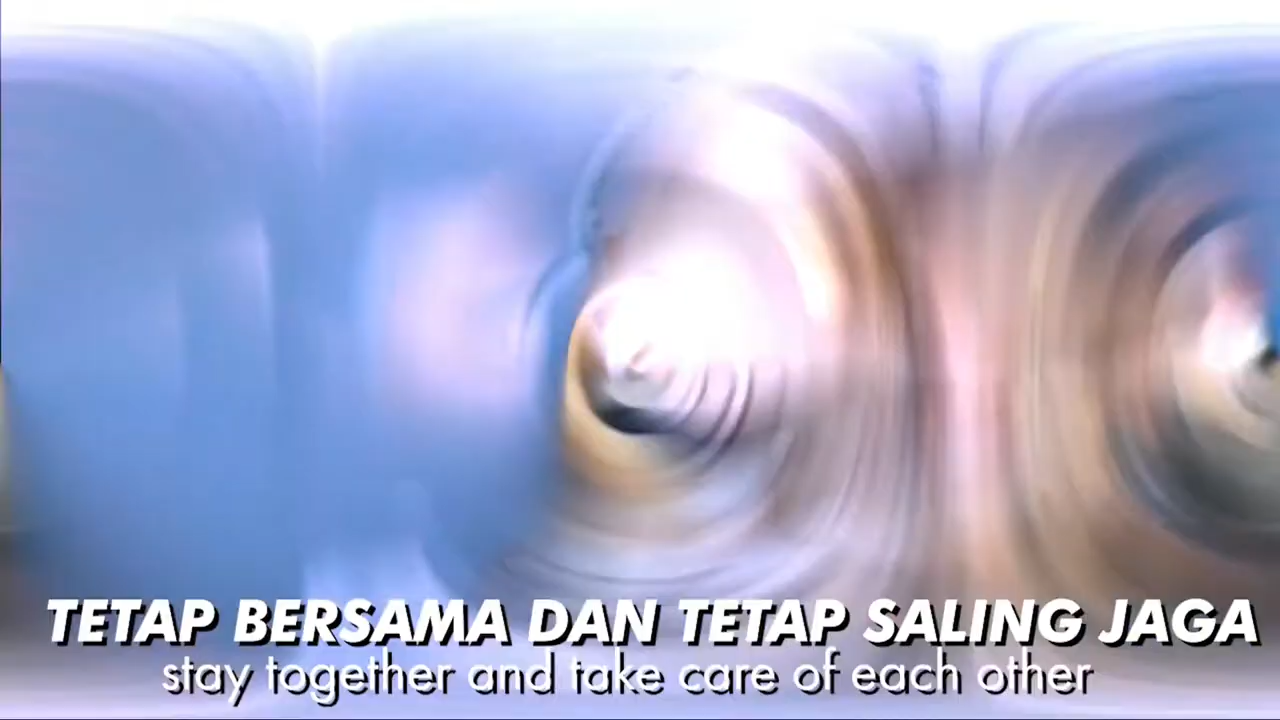 TETAP BERSAMA DAN TETAP SALING JAGA
stay together and take care of each other